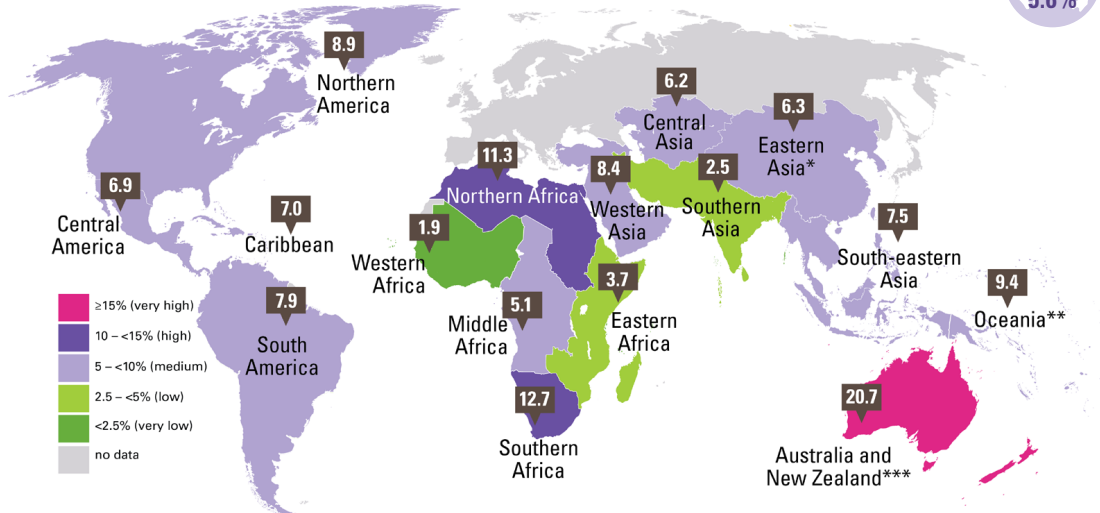 5.6%
8.9
Northern
America
6.2
Central
Asia
6.3
Eastern
Asia*
11.3
Northern Africa
8.4
Western
Asia
2.5
Southern
Asia
6.9
Central
America
7.0
Caribbean
1.9
Western
Africa
7.5
South-eastern
Asia
3.7
Eastern
Africa
9.4
Oceania**
7.9
South
America
5.1
Middle
Africa
≥15% (very high)
10 – <15% (high)
5 – <10% (medium)
2.5 – <5% (low)
<2.5% (very low)
no data
12.7
Southern
Africa
20.7
Australia and
New Zealand***